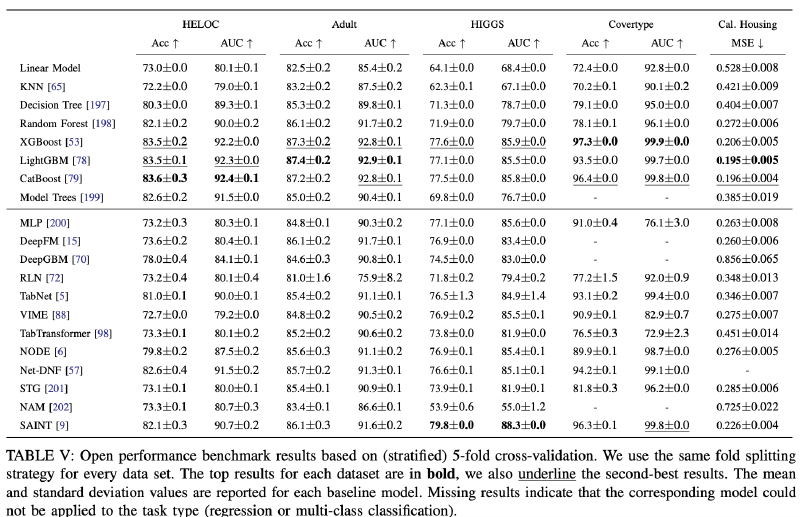 HELOC Adult HIGGS Covertype Cal. Housing
Acc ↑ AUC ↑ Acc ↑ AUC ↑ Acc ↑ AUC ↑ Acc ↑ AUC ↑ MSE ↓
Linear Model 73.0±0.0 80.1±0.1 82.5±0.2 85.4±0.2 64.1±0.0 68.4±0.0 72.4±0.0 92.8±0.0 0.528±0.008
KNN [65] 72.2±0.0 79.0±0.1 83.2±0.2 87.5±0.2 62.3±0.1 67.1±0.0 70.2±0.1 90.1±0.2 0.421±0.009
Decision Tree [197] 80.3±0.0 89.3±0.1 85.3±0.2 89.8±0.1 71.3±0.0 78.7±0.0 79.1±0.0 95.0±0.0 0.404±0.007
Random Forest [198] 82.1±0.2 90.0±0.2 86.1±0.2 91.7±0.2 71.9±0.0 79.7±0.0 78.1±0.1 96.1±0.0 0.272±0.006
XGBoost [53] 83.5±0.2 92.2±0.0 87.3±0.2 92.8±0.1 77.6±0.0 85.9±0.0 97.3±0.0 99.9±0.0 0.206±0.005
LightGBM [78] 83.5±0.1 92.3±0.0 87.4±0.2 92.9±0.1 77.1±0.0 85.5±0.0 93.5±0.0 99.7±0.0 0.195±0.005
CatBoost [79] 83.6±0.3 92.4±0.1 87.2±0.2 92.8±0.1 77.5±0.0 85.8±0.0 96.4±0.0 99.8±0.0 0.196±0.004
Model Trees [199] 82.6±0.2 91.5±0.0 85.0±0.2 90.4±0.1 69.8±0.0 76.7±0.0 - - 0.385±0.019
MLP [200] 73.2±0.3 80.3±0.1 84.8±0.1 90.3±0.2 77.1±0.0 85.6±0.0 91.0±0.4 76.1±3.0 0.263±0.008
DeepFM [15] 73.6±0.2 80.4±0.1 86.1±0.2 91.7±0.1 76.9±0.0 83.4±0.0 - - 0.260±0.006
DeepGBM [70] 78.0±0.4 84.1±0.1 84.6±0.3 90.8±0.1 74.5±0.0 83.0±0.0 - - 0.856±0.065
RLN [72] 73.2±0.4 80.1±0.4 81.0±1.6 75.9±8.2 71.8±0.2 79.4±0.2 77.2±1.5 92.0±0.9 0.348±0.013
TabNet [5] 81.0±0.1 90.0±0.1 85.4±0.2 91.1±0.1 76.5±1.3 84.9±1.4 93.1±0.2 99.4±0.0 0.346±0.007
VIME [88] 72.7±0.0 79.2±0.0 84.8±0.2 90.5±0.2 76.9±0.2 85.5±0.1 90.9±0.1 82.9±0.7 0.275±0.007
TabTransformer [98] 73.3±0.1 80.1±0.2 85.2±0.2 90.6±0.2 73.8±0.0 81.9±0.0 76.5±0.3 72.9±2.3 0.451±0.014
NODE [6] 79.8±0.2 87.5±0.2 85.6±0.3 91.1±0.2 76.9±0.1 85.4±0.1 89.9±0.1 98.7±0.0 0.276±0.005
Net-DNF [57] 82.6±0.4 91.5±0.2 85.7±0.2 91.3±0.1 76.6±0.1 85.1±0.1 94.2±0.1 99.1±0.0 -
STG [201] 73.1±0.1 80.0±0.1 85.4±0.1 90.9±0.1 73.9±0.1 81.9±0.1 81.8±0.3 96.2±0.0 0.285±0.006
NAM [202] 73.3±0.1 80.7±0.3 83.4±0.1 86.6±0.1 53.9±0.6 55.0±1.2 - - 0.725±0.022
SAINT [9] 82.1±0.3 90.7±0.2 86.1±0.3 91.6±0.2 79.8±0.0 88.3±0.0 96.3±0.1 99.8±0.0 0.226±0.004
TABLE V: Open performance benchmark results based on (stratified) 5-fold cross-validation. We use the same fold splitting
strategy for every data set. The top results for each dataset are in bold, we also underline the second-best results. The mean
and standard deviation values are reported for each baseline model. Missing results indicate that the corresponding model could
not be applied to the task type (regression or multi-class classification).